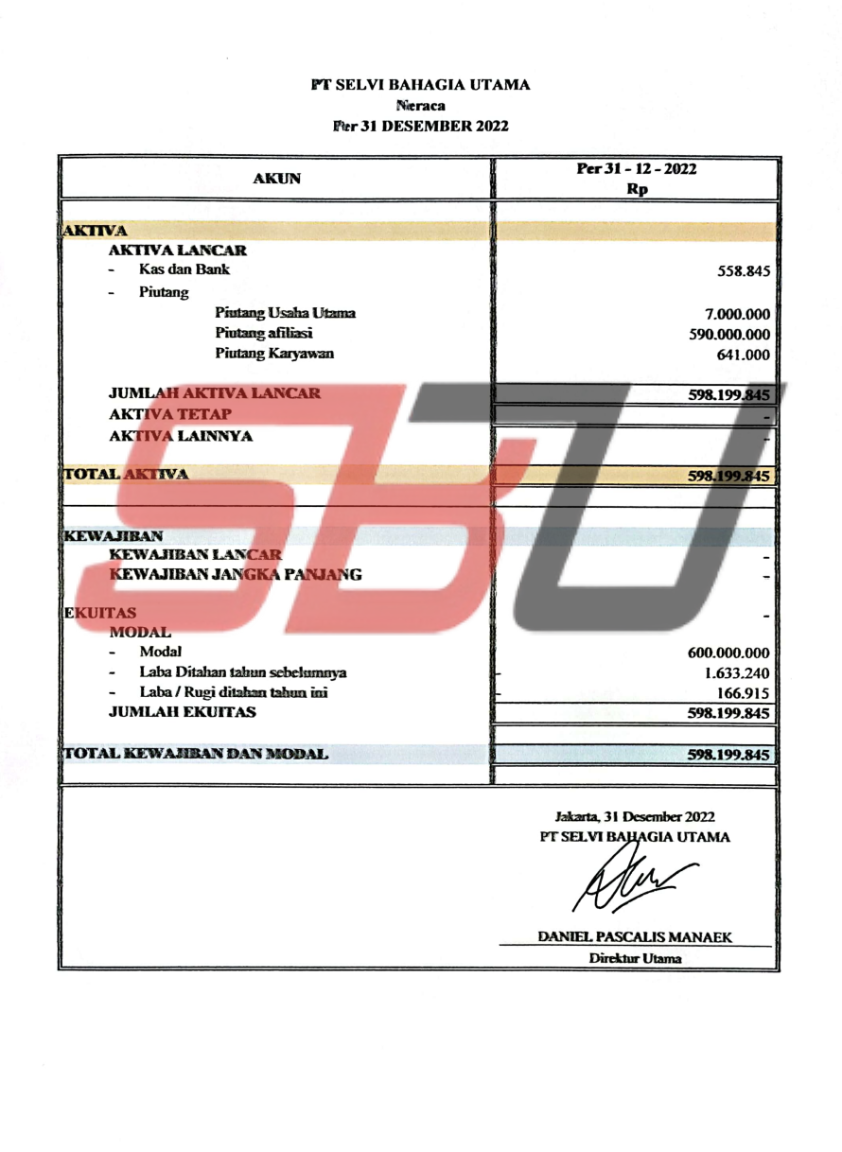 PT SELVI BAHAGIA UTAMA
Neraca
Per 31 DESEMBER 2022
AKUN
Per 31 - 12 - 2022
Rp
AKTIVA
AKTIVA LANCAR
- Kas dan Bank 558.845
- Piutang
Piutang Usaha Utama 7.000.000
Piutang afiliasi 590.000.000
Piutang Karyawan 641.000
JUMLAH AKTIVA LANCAR 598.199.845
AKTIVA TETAP -
AKTIVA LAINNYA -
TOTAL AKTIVA 598.199.845
SBU
KEWAJIBAN
KEWAJIBAN LANCAR -
KEWAJIBAN JANGKA PANJANG -
EKUITAS -
MODAL
- Modal 600.000.000
- Laba Ditahan tahun sebelumnya - 1.633.240
- Laba / Rugi ditahan tahun ini - 166.915
JUMLAH EKUITAS 598.199.845
TOTAL KEWAJIBAN DAN MODAL 598.199.845
Jakarta, 31 Desember 2022
PT SELVI BAHAGIA UTAMA
DANIEL PASCALIS MANAEK
Direktur Utama